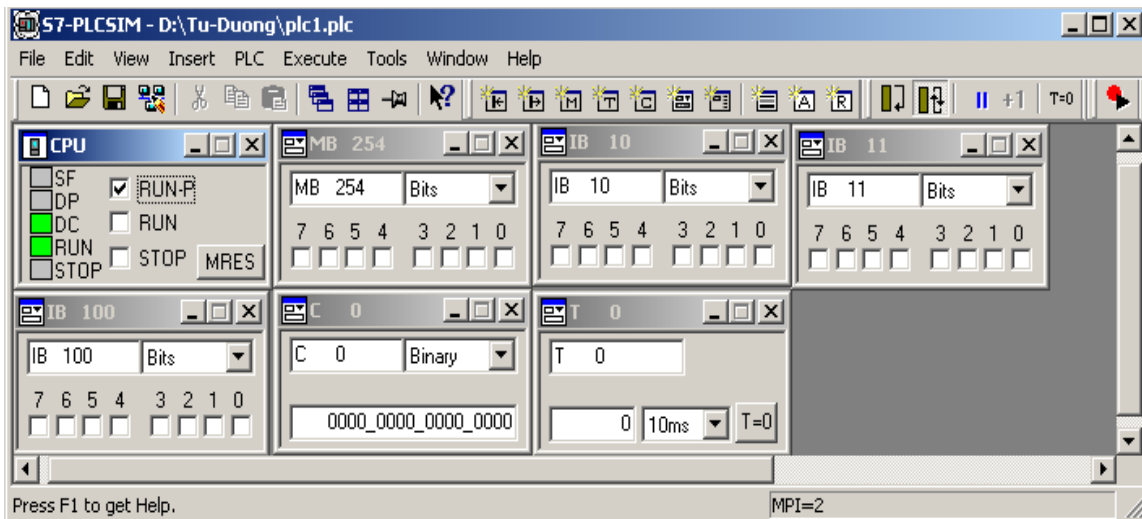 S7-PLCSIM - D:\Tu-Duong\plc1.plc
File Edit View Insert PLC Execute Tools Window Help
+1 T=0
CPU
SF
DP
DC
RUN
STOP
RUN-P
RUN
STOP
MRES
MB 254
MB 254 Bits
7 6 5 4 3 2 1 0
IB 10
IB 10 Bits
7 6 5 4 3 2 1 0
IB 11
IB 11 Bits
7 6 5 4 3 2 1 0
IB 100
IB 100 Bits
7 6 5 4 3 2 1 0
C 0
C 0 Binary
0000_0000_0000_0000
T 0
T 0
0 10ms T=0
Press F1 to get Help. MPI=2